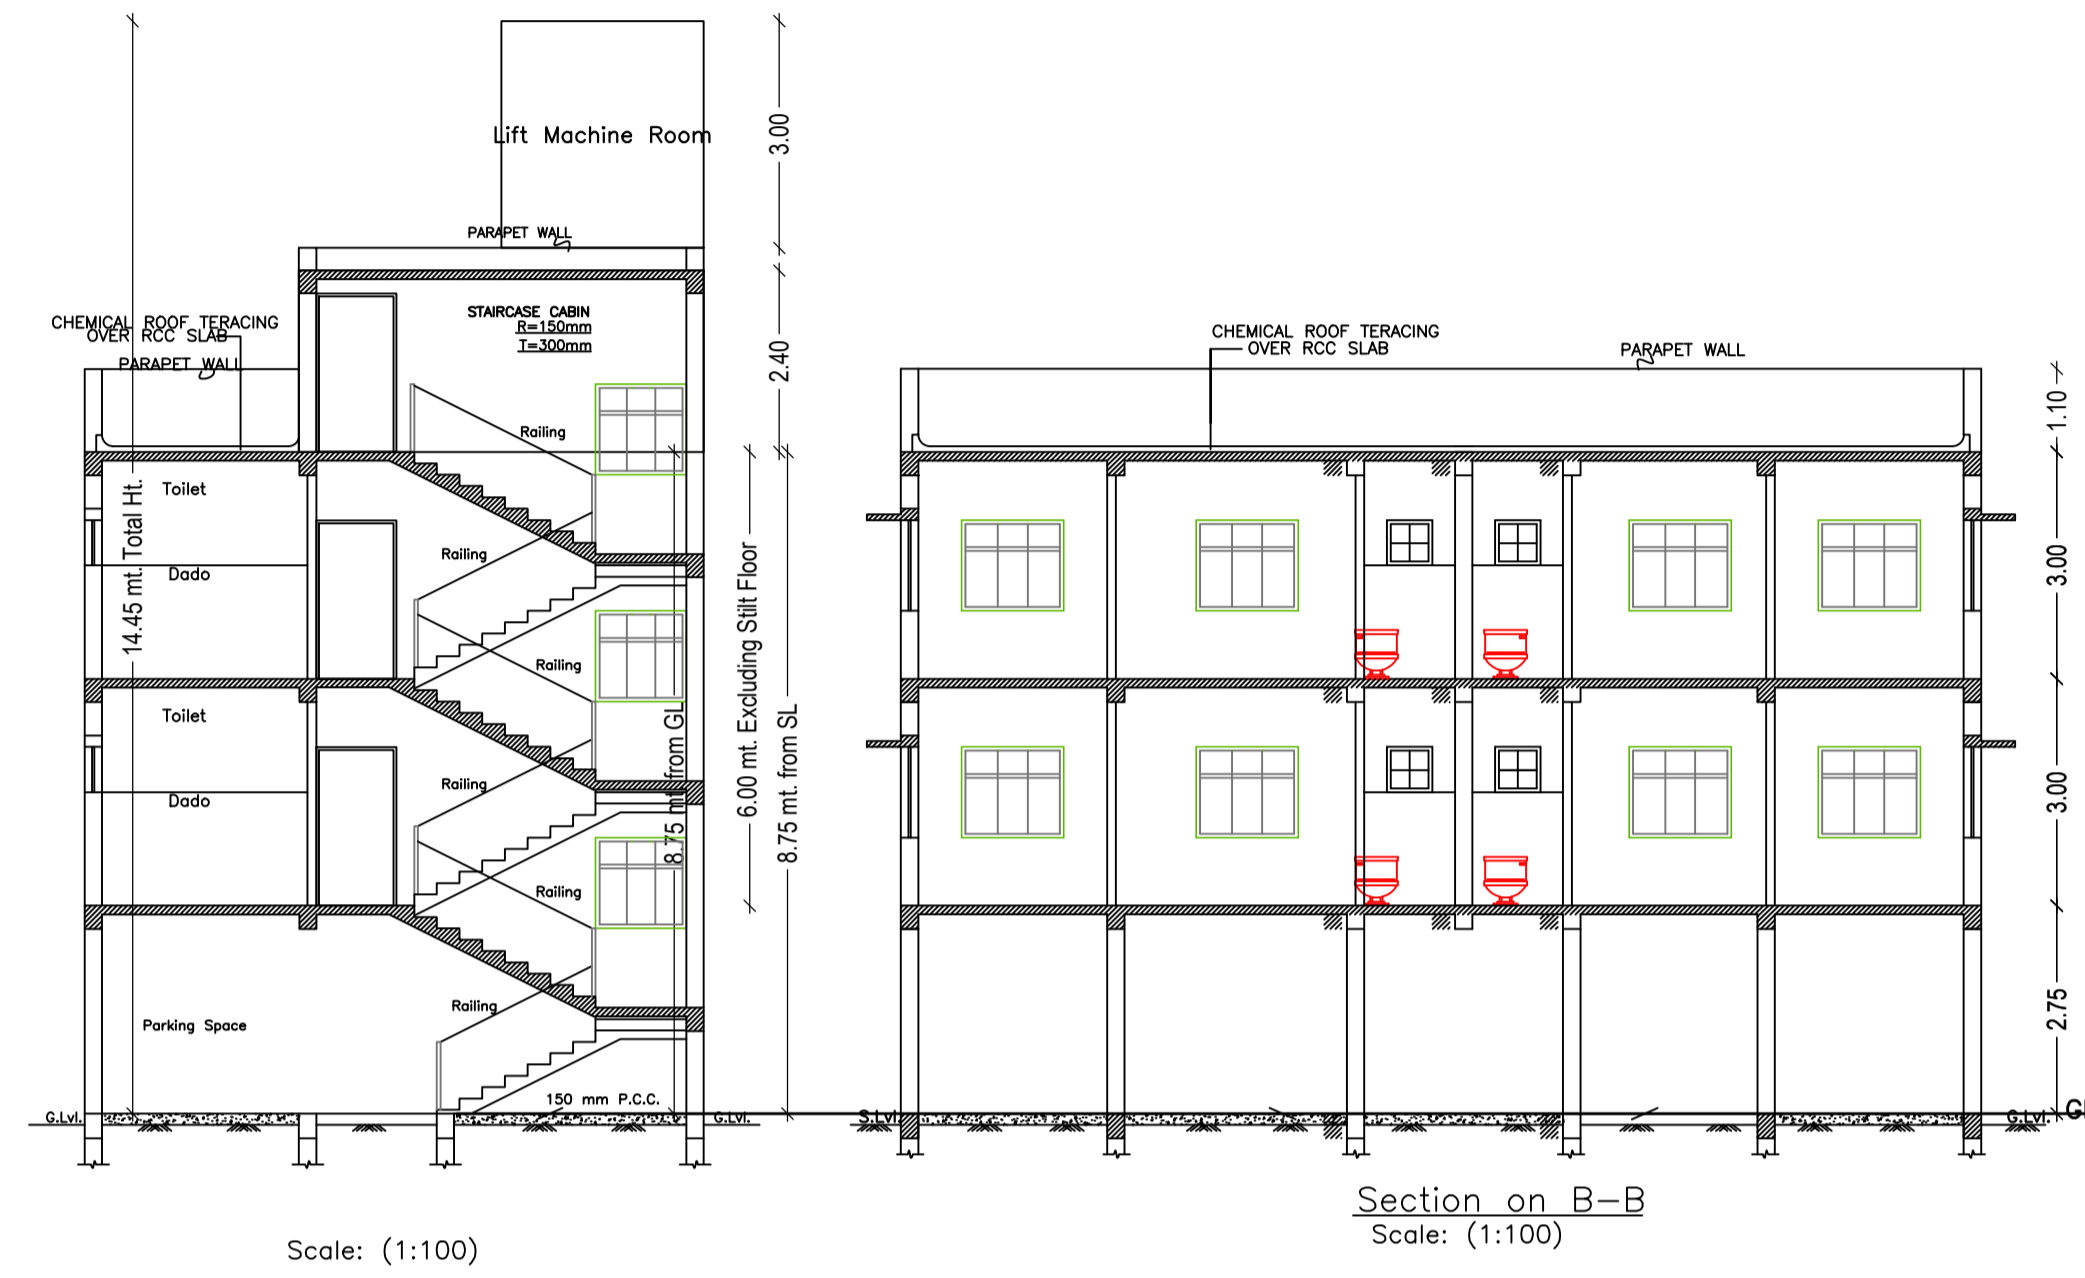 Lift Machine Room
3.00
PARAPET WALL
STAIRCASE CABIN
R=150mm
T=300mm
2.40
CHEMICAL ROOF TERACING
OVER RCC SLAB
PARAPET WALL
Railing
14.45 mt. Total Ht.
Toilet
Railing
Dado
Railing
Toilet
Railing
Dado
Railing
8.75 mt. from GL
6.00 mt. Excluding Stilt Floor
8.75 mt. from SL
Railing
Parking Space
150 mm P.C.C.
G.Lvl.
G.Lvl.
Scale: (1:100)
CHEMICAL ROOF TERACING
OVER RCC SLAB
PARAPET WALL
1.10
3.00
3.00
2.75
S.Lvl.
G.Lvl.
Section on B-B
Scale: (1:100)